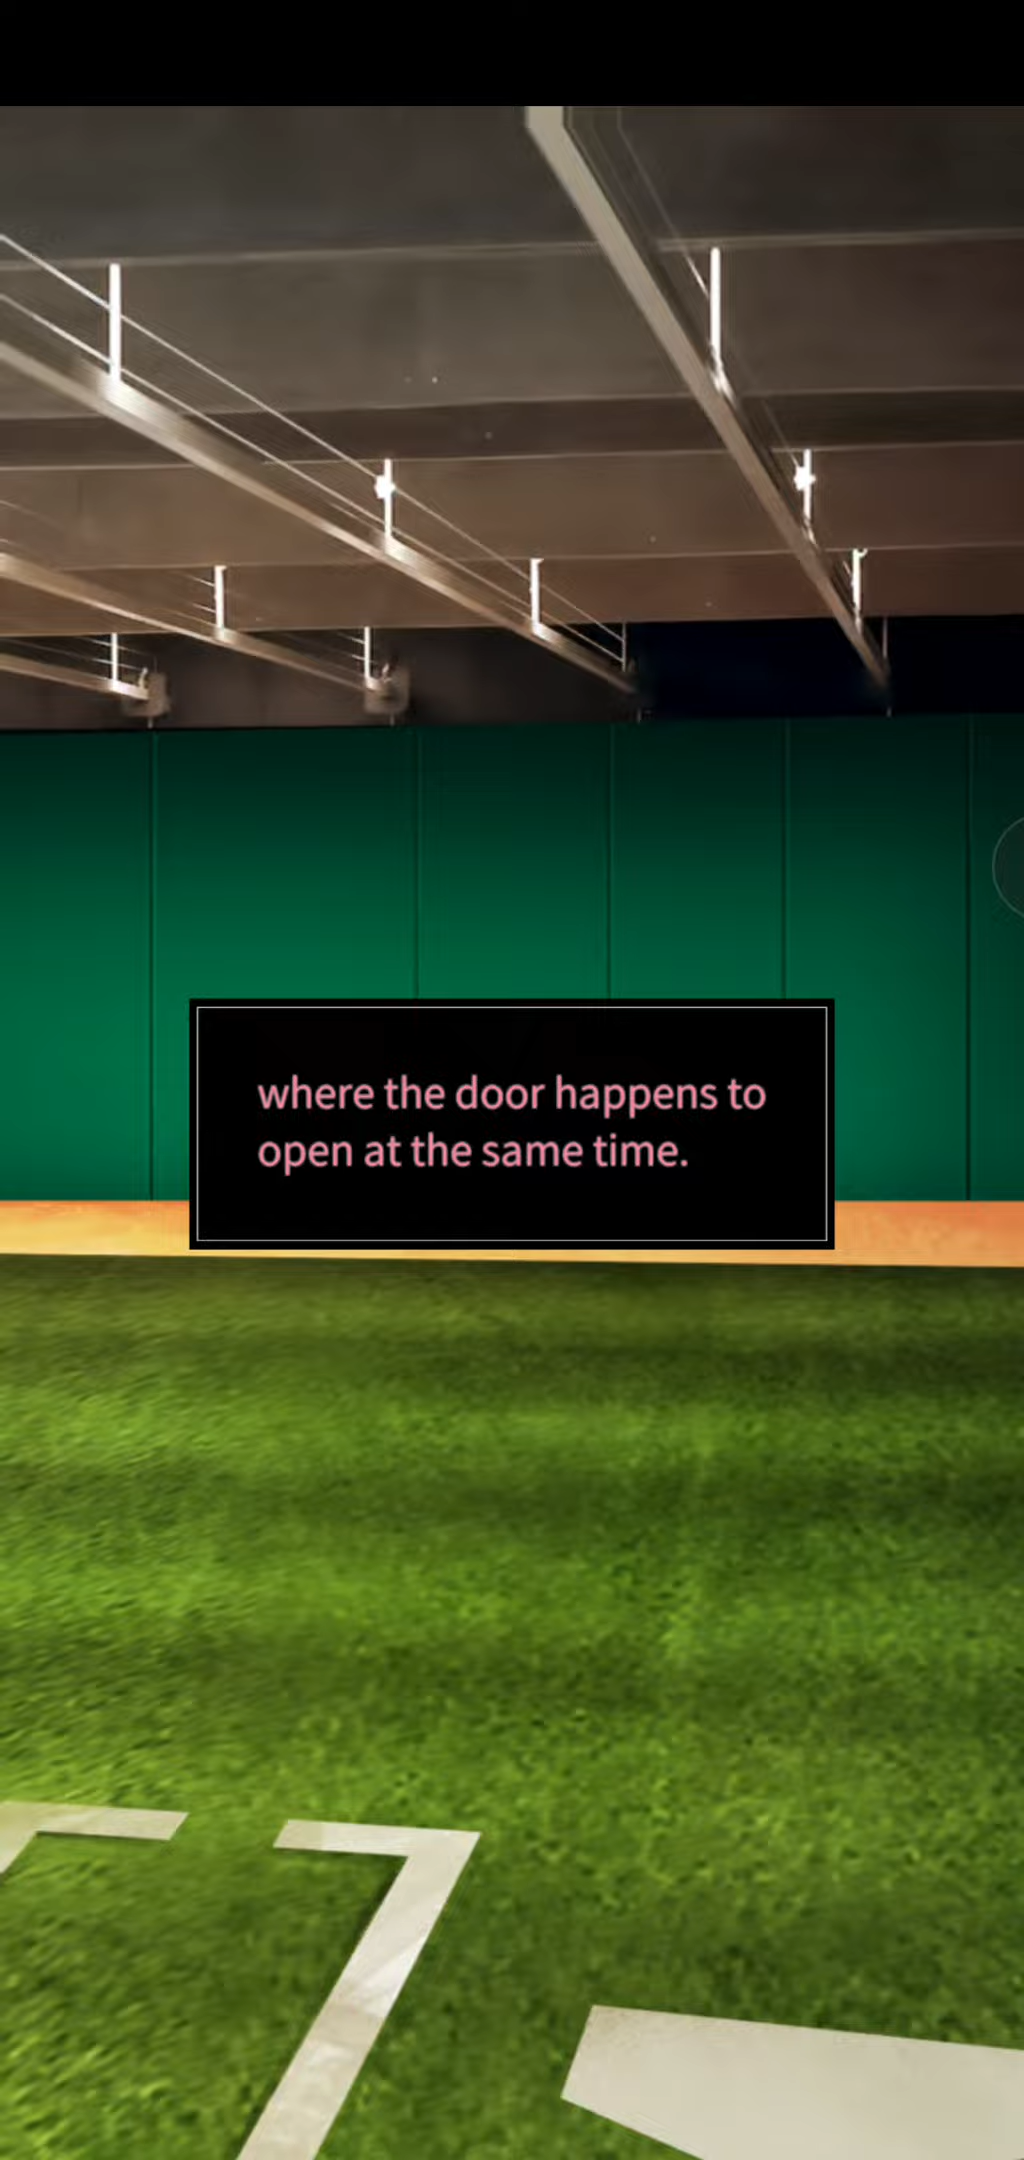 where the door happens to
open at the same time.